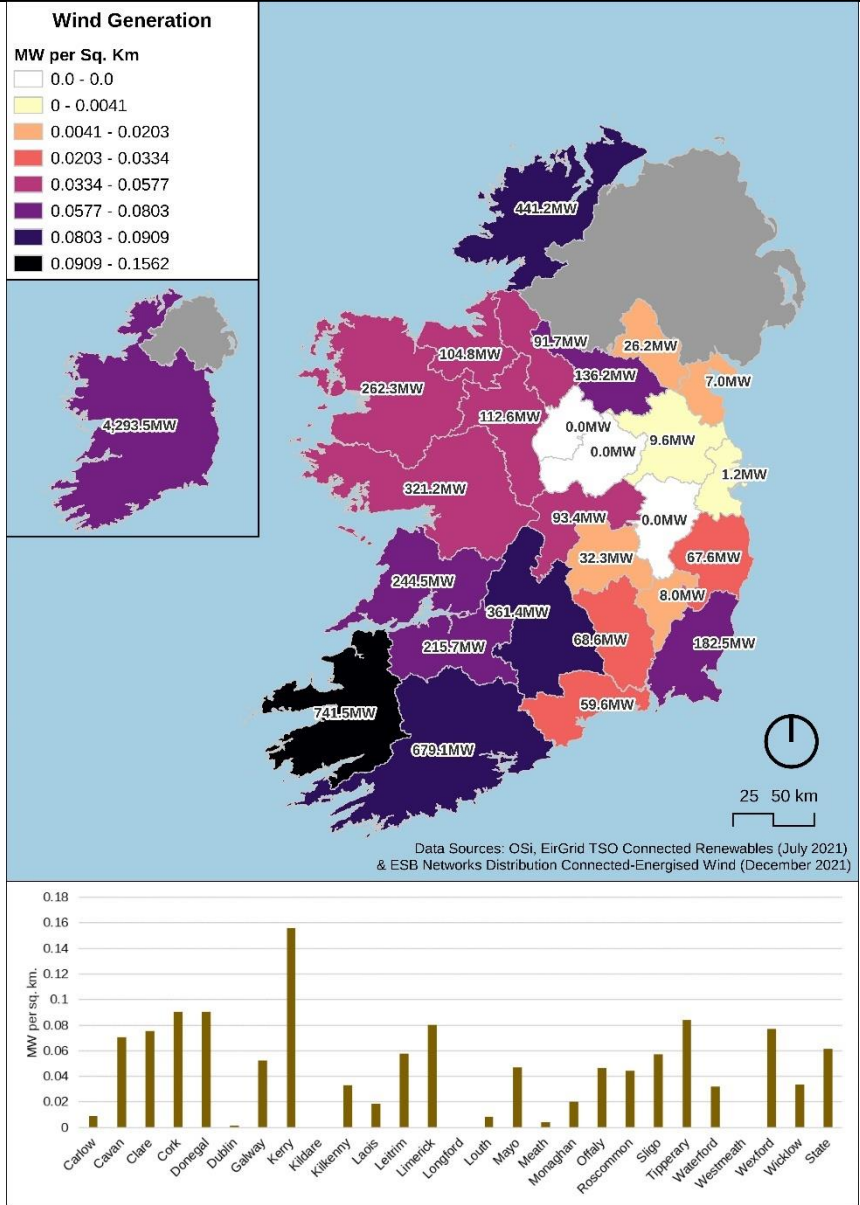 Wind Generation
MW per Sq. Km
0.0 - 0.0
0 - 0.0041
0.0041 - 0.0203
0.0203 - 0.0334
0.0334 - 0.0577
0.0577 - 0.0803
0.0803 - 0.0909
0.0909 - 0.1562
4,293.5MW
441.2MW
91.7MW
26.2MW
104.8MW
136.2MW
7.0MW
262.3MW
112.6MW
0.0MW
9.6MW
0.0MW
1.2MW
321.2MW
93.4MW
0.0MW
32.3MW
67.6MW
244.5MW
8.0MW
361.4MW
215.7MW
68.6MW
182.5MW
59.6MW
741.5MW
679.1MW
25 50 km
Data Sources: OSi, EirGrid TSO Connected Renewables (July 2021)
& ESB Networks Distribution Connected-Energised Wind (December 2021)
MW per sq. km.
0.18
0.16
0.14
0.12
0.1
0.08
0.06
0.04
0.02
0
Carlow
Cavan
Clare
Cork
Donegal
Dublin
Galway
Kerry
Kildare
Kilkenny
Laois
Leitrim
Limerick
Longford
Louth
Mayo
Meath
Monaghan
Offaly
Roscommon
Sligo
Tipperary
Waterford
Westmeath
Wexford
Wicklow
State